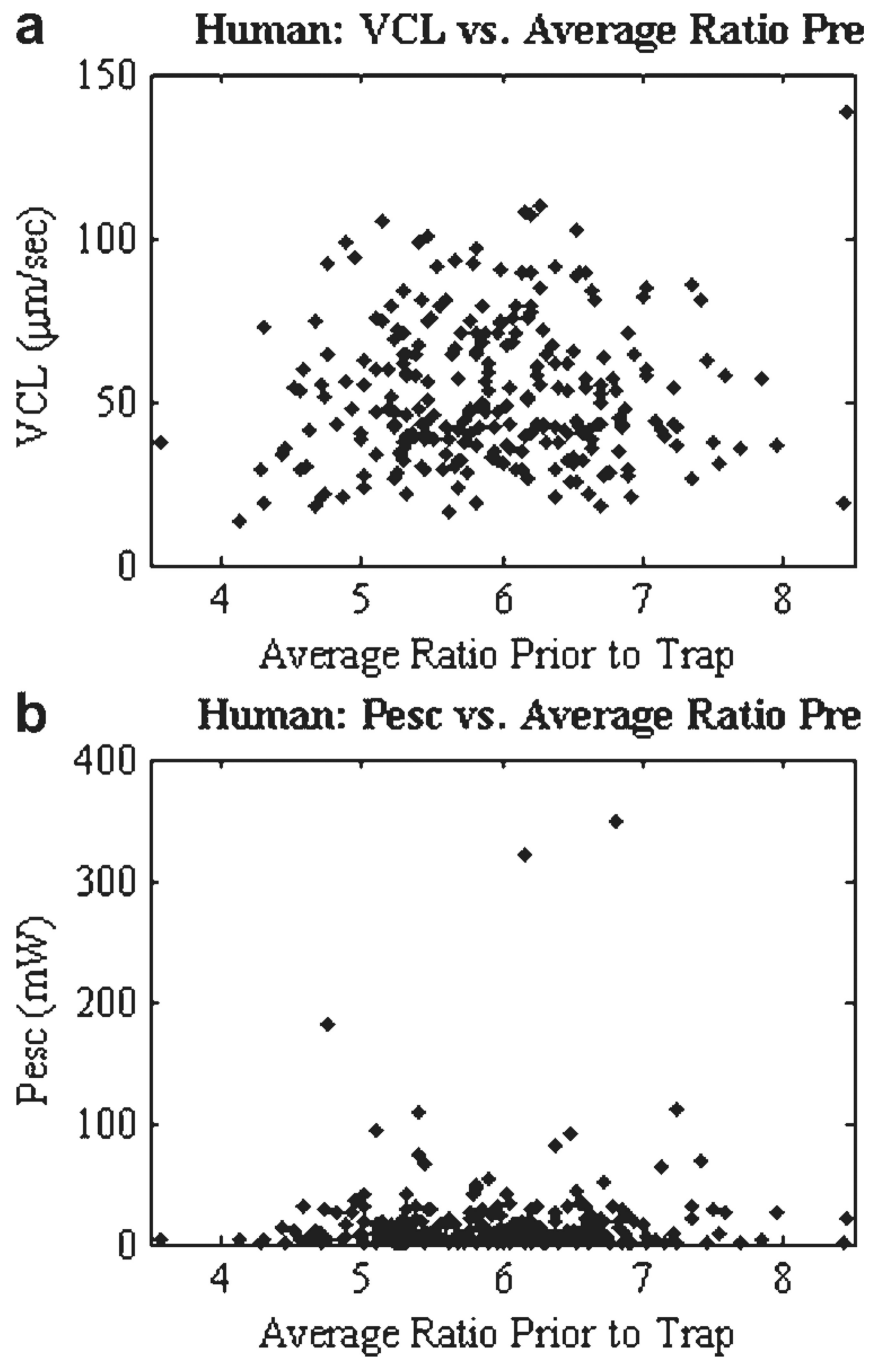 a
Human: VCL vs. Average Ratio Pre
150
100
50
0
VCL (μm/sec)
4 5 6 7 8
Average Ratio Prior to Trap
b
Human: Pesc vs. Average Ratio Pre
400
300
200
100
0
Pesc (mW)
4 5 6 7 8
Average Ratio Prior to Trap